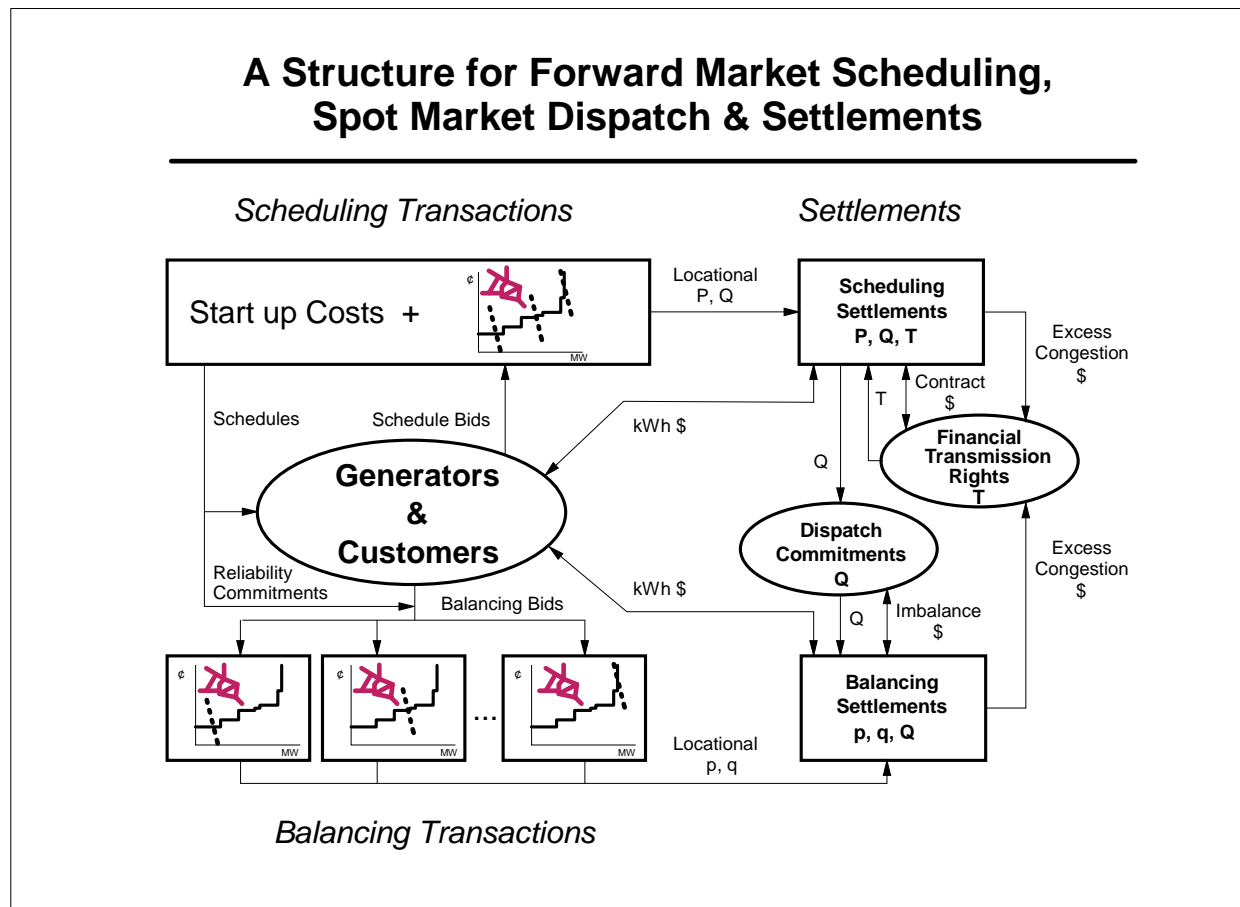 A Structure for Forward Market Scheduling,
Spot Market Dispatch & Settlements
Scheduling Transactions
Settlements
Start up Costs +
¢
MW
Locational
P, Q
Scheduling
Settlements
P, Q, T
Excess
Congestion
$
Schedules
Schedule Bids
kWh $
T
Contract
$
Generators
&
Customers
Q
Financial
Transmission
Rights
T
Dispatch
Commitments
Q
Reliability
Commitments
Balancing Bids
kWh $
Q
Imbalance
$
Excess
Congestion
$
¢
MW
¢
MW
...
¢
MW
Balancing
Settlements
p, q, Q
Locational
p, q
Balancing Transactions